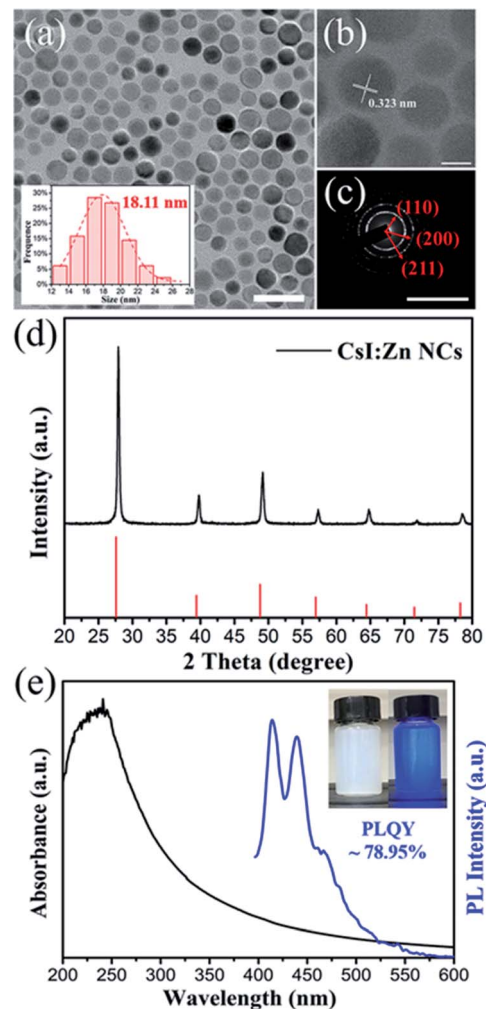 (a)
30%
25%
20%
15%
10%
5%
0%
Frequence
18.11 nm
12 14 16 18 20 22 24 26 28
Size (nm)
(b)
0.323 nm
(c)
(110)
(200)
(211)
(d)
CsI:Zn NCs
Intensity (a.u.)
20 25 30 35 40 45 50 55 60 65 70 75 80
2 Theta (degree)
(e)
Absorbance (a.u.)
PLQY
~ 78.95%
PL Intensity (a.u.)
200 250 300 350 400 450 500 550 600
Wavelength (nm)